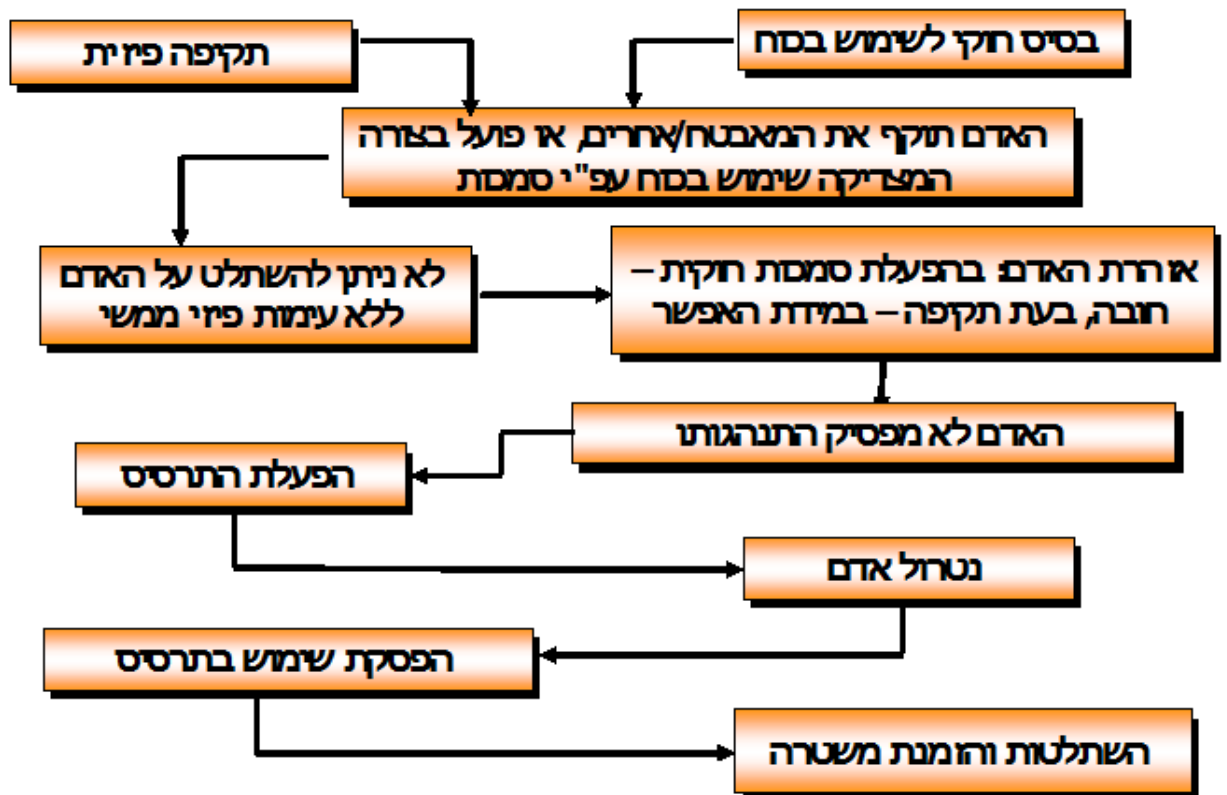 בסיס חוקי לשימוש בכוח
תקיפה פיזית
האדם תוקף את המאבטח/אחרים, או פועל בצורה
המצדיקה שימוש בכוח עפ"י סמכות
לא ניתן להשתלט על האדם
ללא עימות פיזי ממשי
אזהרת האדם: בהפעלת סמכות חוקית –
חובה, בעת תקיפה – במידת האפשר
האדם לא מפסיק התנהגותו
הפעלת התרסיס
נטרול אדם
הפסקת שימוש בתרסיס
השתלטות והזמנת משטרה